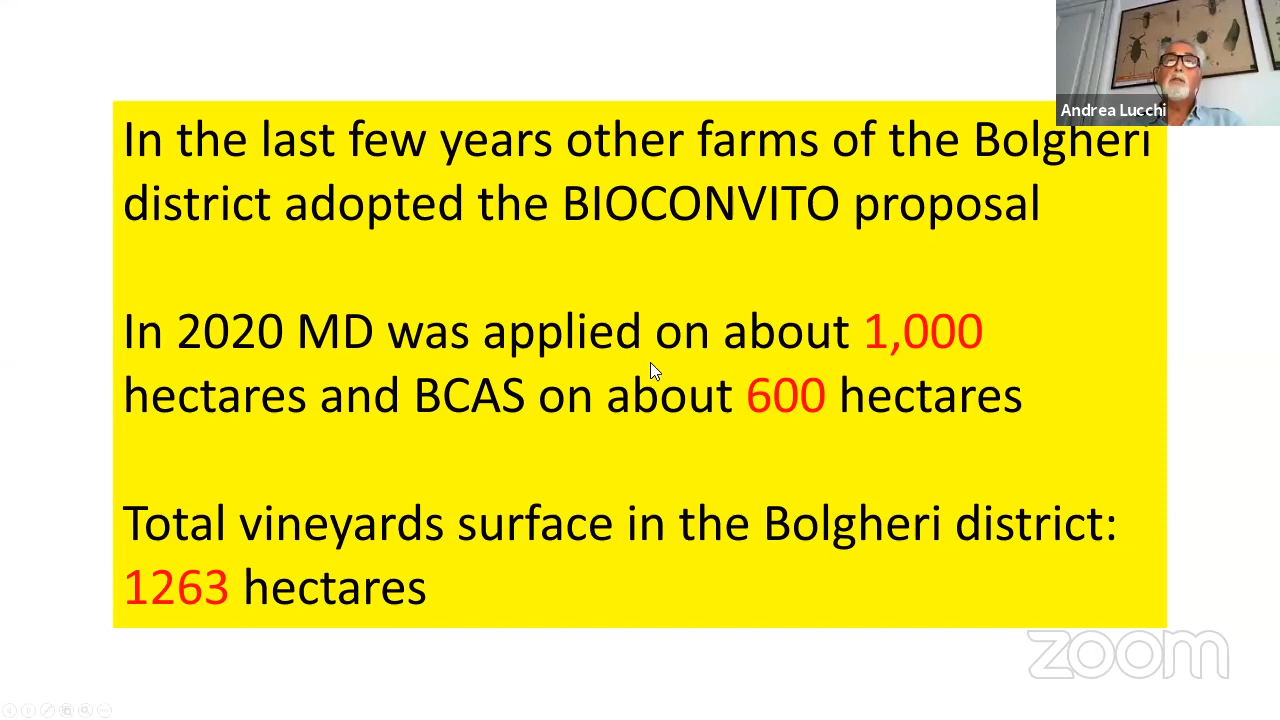 Andrea Lucchi
In the last few years other farms of the Bolgheri
district adopted the BIOCONVITO proposal
In 2020 MD was applied on about 1,000
hectares and BCAS on about 600 hectares
Total vineyards surface in the Bolgheri district:
1263 hectares
zoom